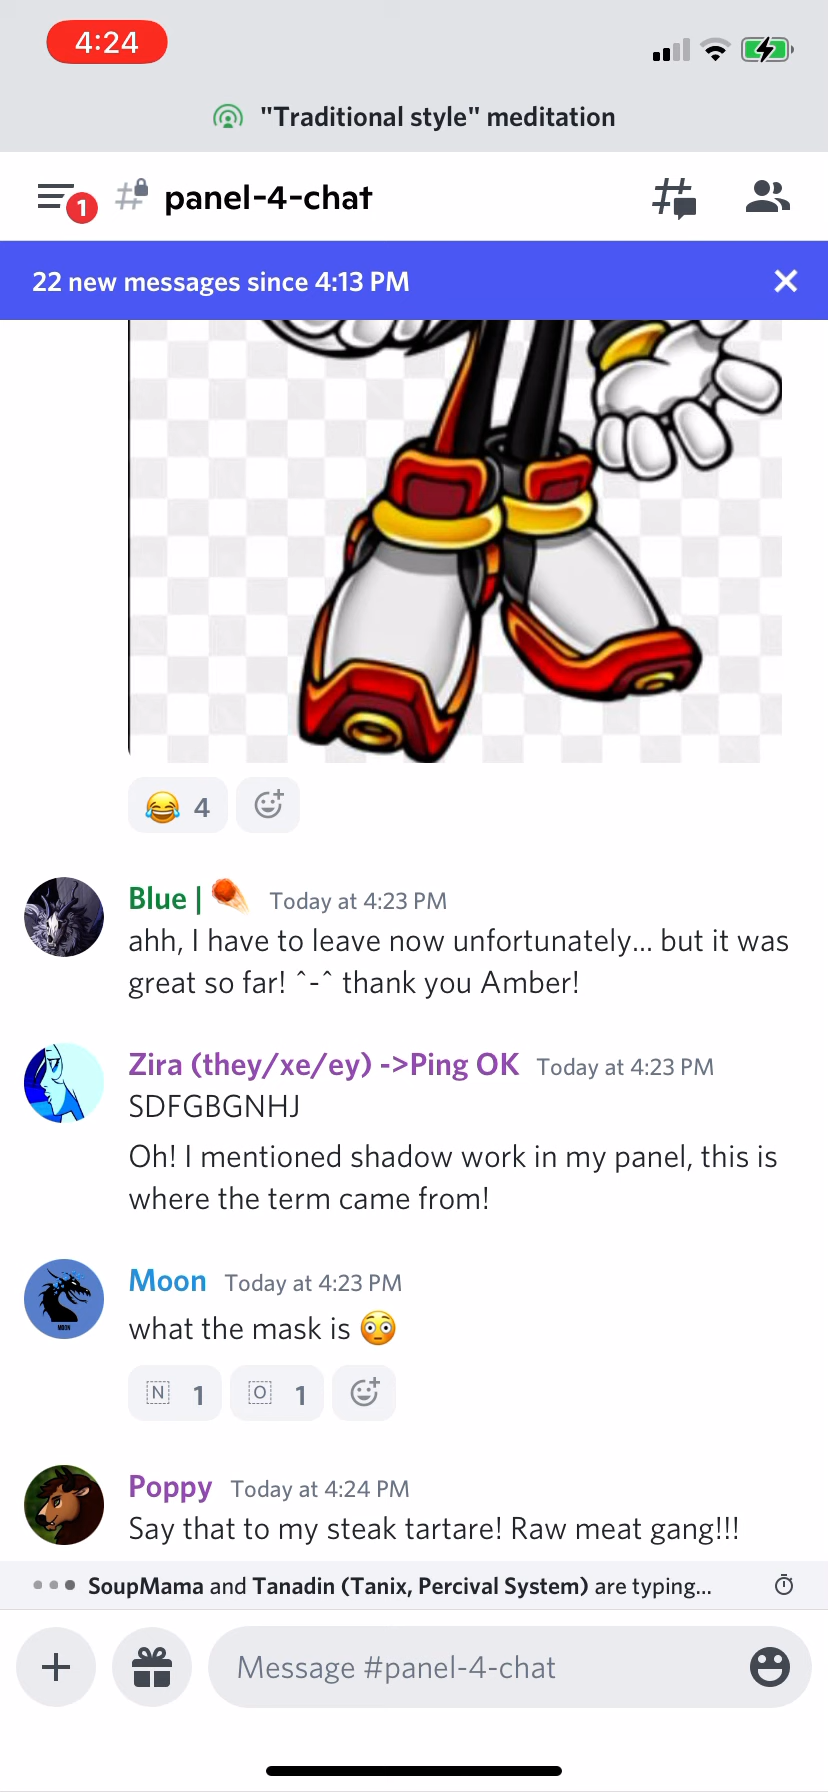 4:24
"Traditional style" meditation
1
# panel-4-chat
22 new messages since 4:13 PM
😂 4
Blue | ☄️ Today at 4:23 PM
ahh, I have to leave now unfortunately... but it was
great so far! ^-^ thank you Amber!
Zira (they/xe/ey) ->Ping OK Today at 4:23 PM
SDFGBGNHJ
Oh! I mentioned shadow work in my panel, this is
where the term came from!
Moon Today at 4:23 PM
MOON
what the mask is 😳
N 1 O 1
Poppy Today at 4:24 PM
Say that to my steak tartare! Raw meat gang!!!
SoupMama and Tanadin (Tanix, Percival System) are typing...
Message #panel-4-chat